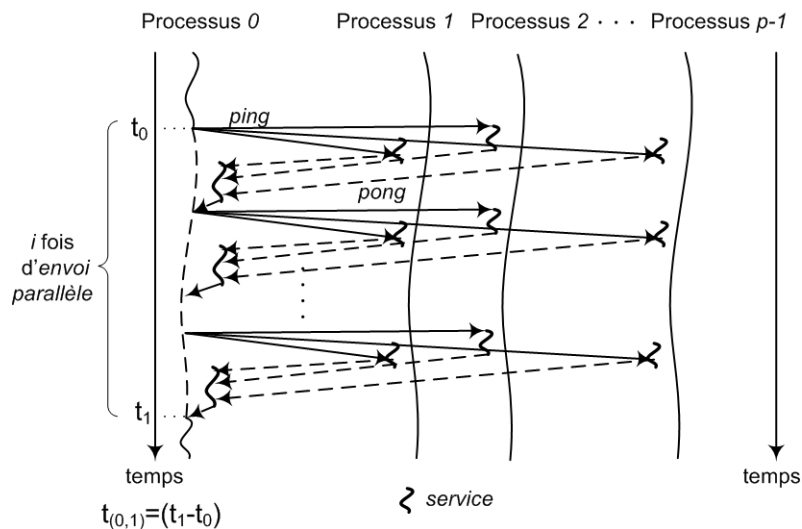 Processus 0 Processus 1 Processus 2 · · · Processus p-1
ping
t0
pong
i fois
d'envoi
parallèle
t1
temps
temps
service
t(0,1)=(t1-t0)